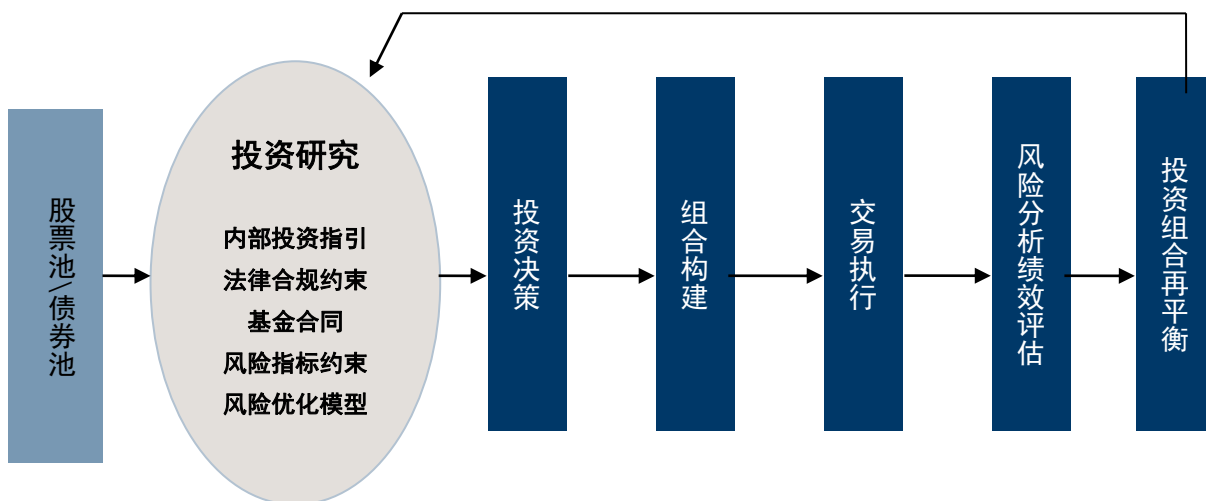 股票池\债券池
投资研究
内部投资指引
法律合规约束
基金合同
风险指标约束
风险优化模型
投资决策
组合构建
交易执行
风险分析绩效评估
投资组合再平衡